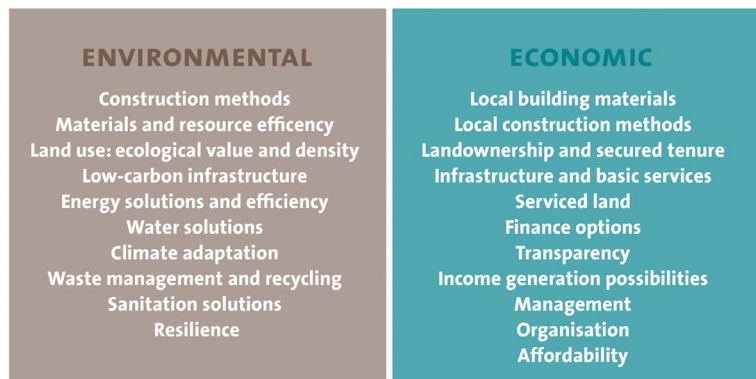 ENVIRONMENTAL
Construction methods
Materials and resource efficency
Land use: ecological value and density
Low-carbon infrastructure
Energy solutions and efficiency
Water solutions
Climate adaptation
Waste management and recycling
Sanitation solutions
Resilience
ECONOMIC
Local building materials
Local construction methods
Landownership and secured tenure
Infrastructure and basic services
Serviced land
Finance options
Transparency
Income generation possibilities
Management
Organisation
Affordability